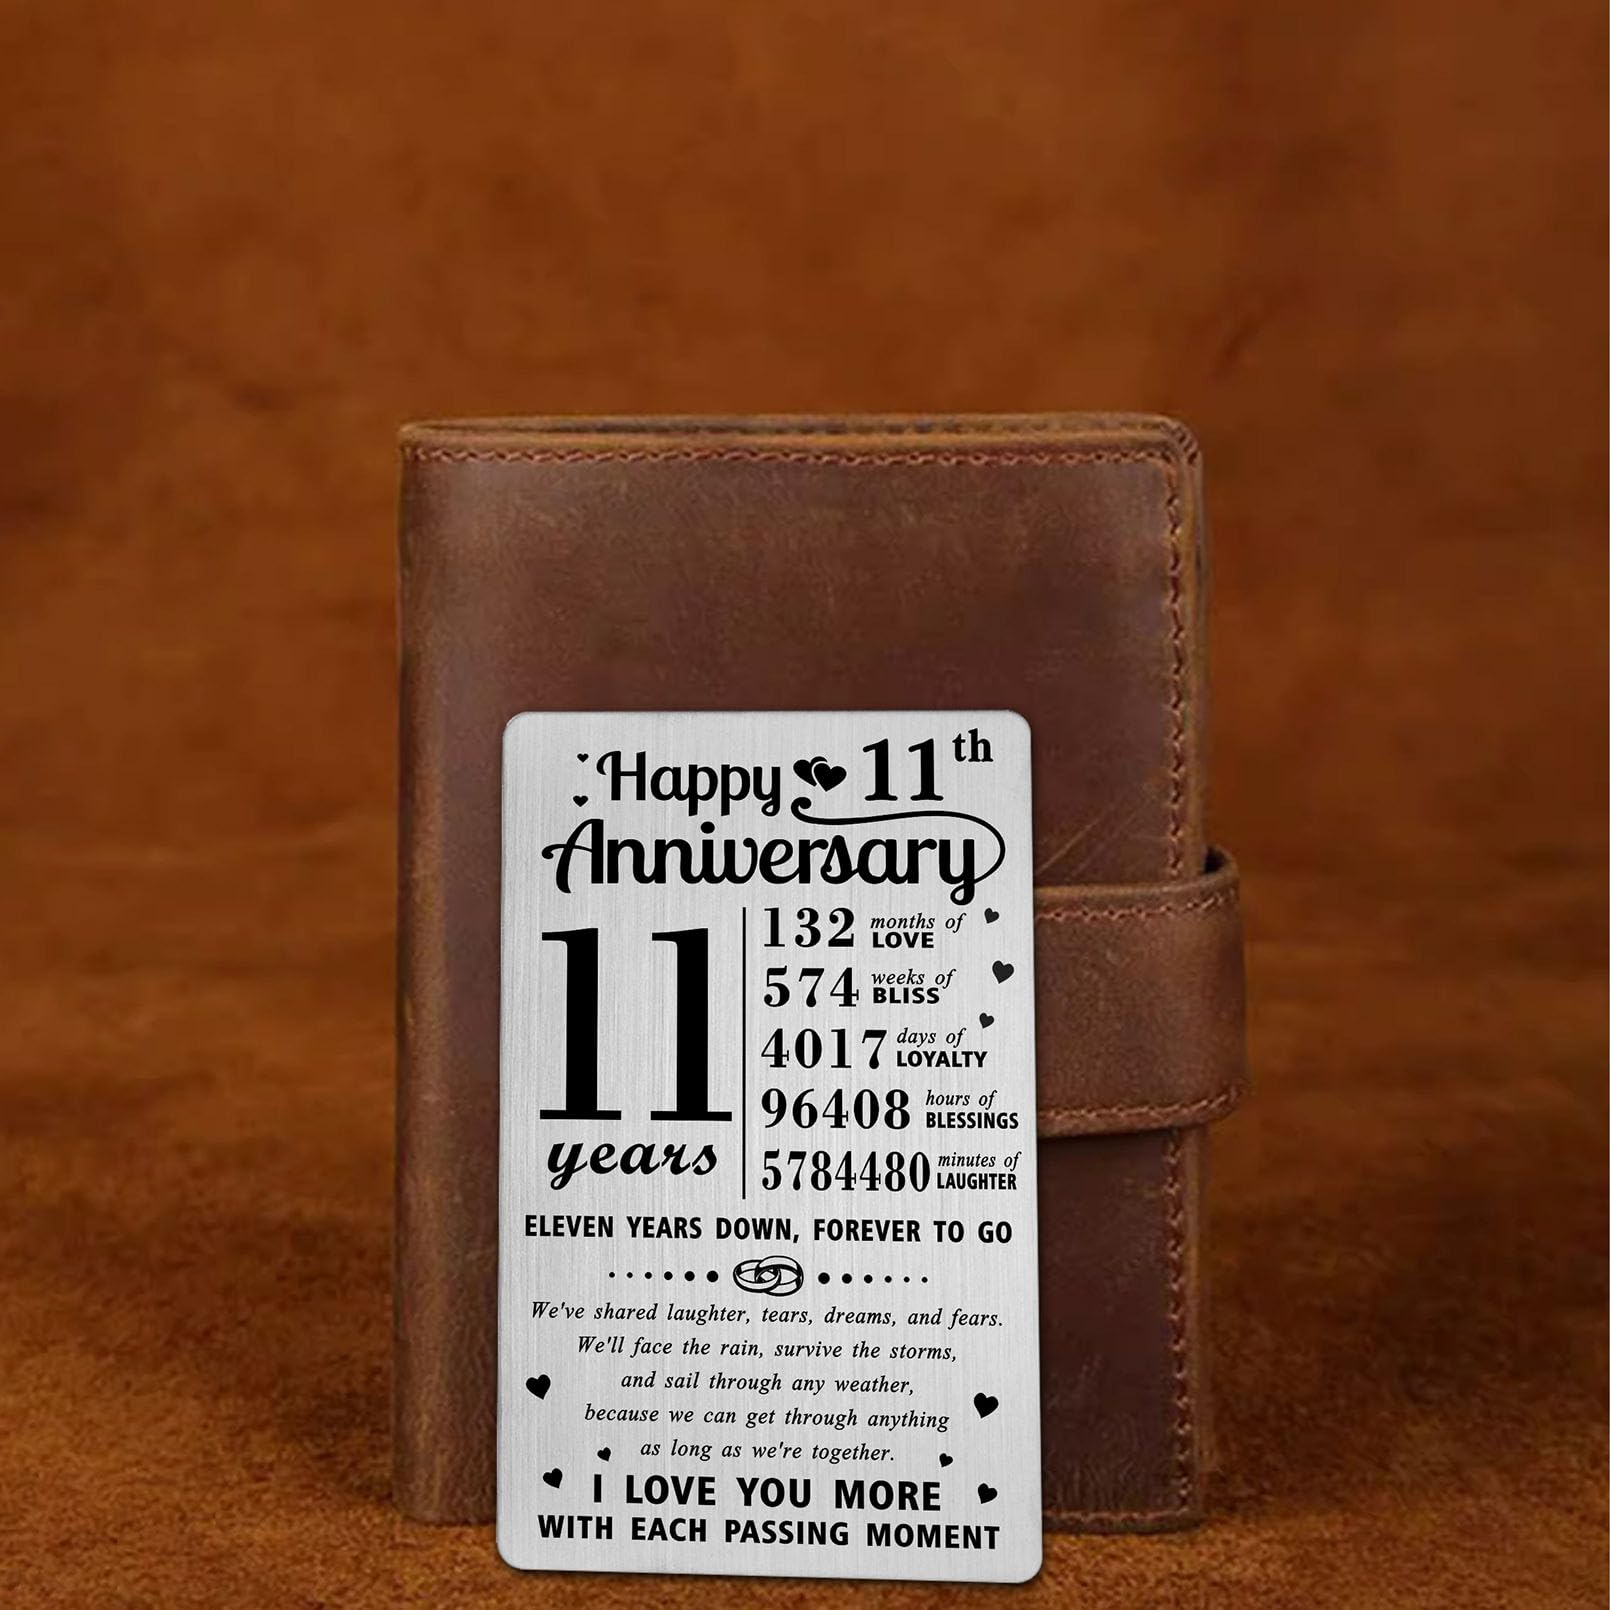 Happy 11th
Anniversary
11
years
132 months of LOVE
574 weeks of BLISS
4017 days of LOYALTY
96408 hours of BLESSINGS
5784480 minutes of LAUGHTER
ELEVEN YEARS DOWN, FOREVER TO GO
We've shared laughter, tears, dreams, and fears.
We'll face the rain, survive the storms,
and sail through any weather,
because we can get through anything
as long as we're together.
I LOVE YOU MORE
WITH EACH PASSING MOMENT